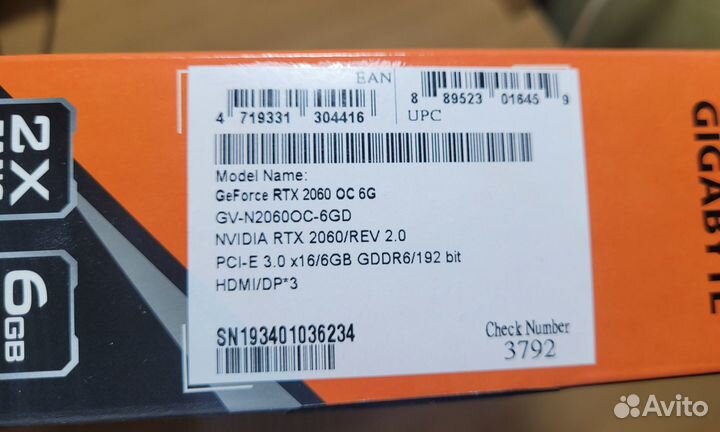 EAN
4 719331 304416
8 89523 01645 9
UPC
Model Name:
GeForce RTX 2060 OC 6G
GV-N2060OC-6GD
NVIDIA RTX 2060/REV 2.0
PCI-E 3.0 x16/6GB GDDR6/192 bit
HDMI/DP*3
SN193401036234
Check Number
3792
2X
6GB
GIGABYTE
Avito